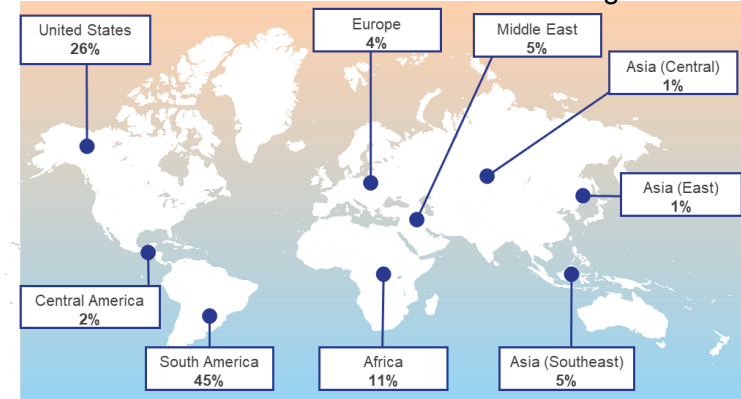 United States
26%
Europe
4%
Middle East
5%
Asia (Central)
1%
Asia (East)
1%
Central America
2%
South America
45%
Africa
11%
Asia (Southeast)
5%